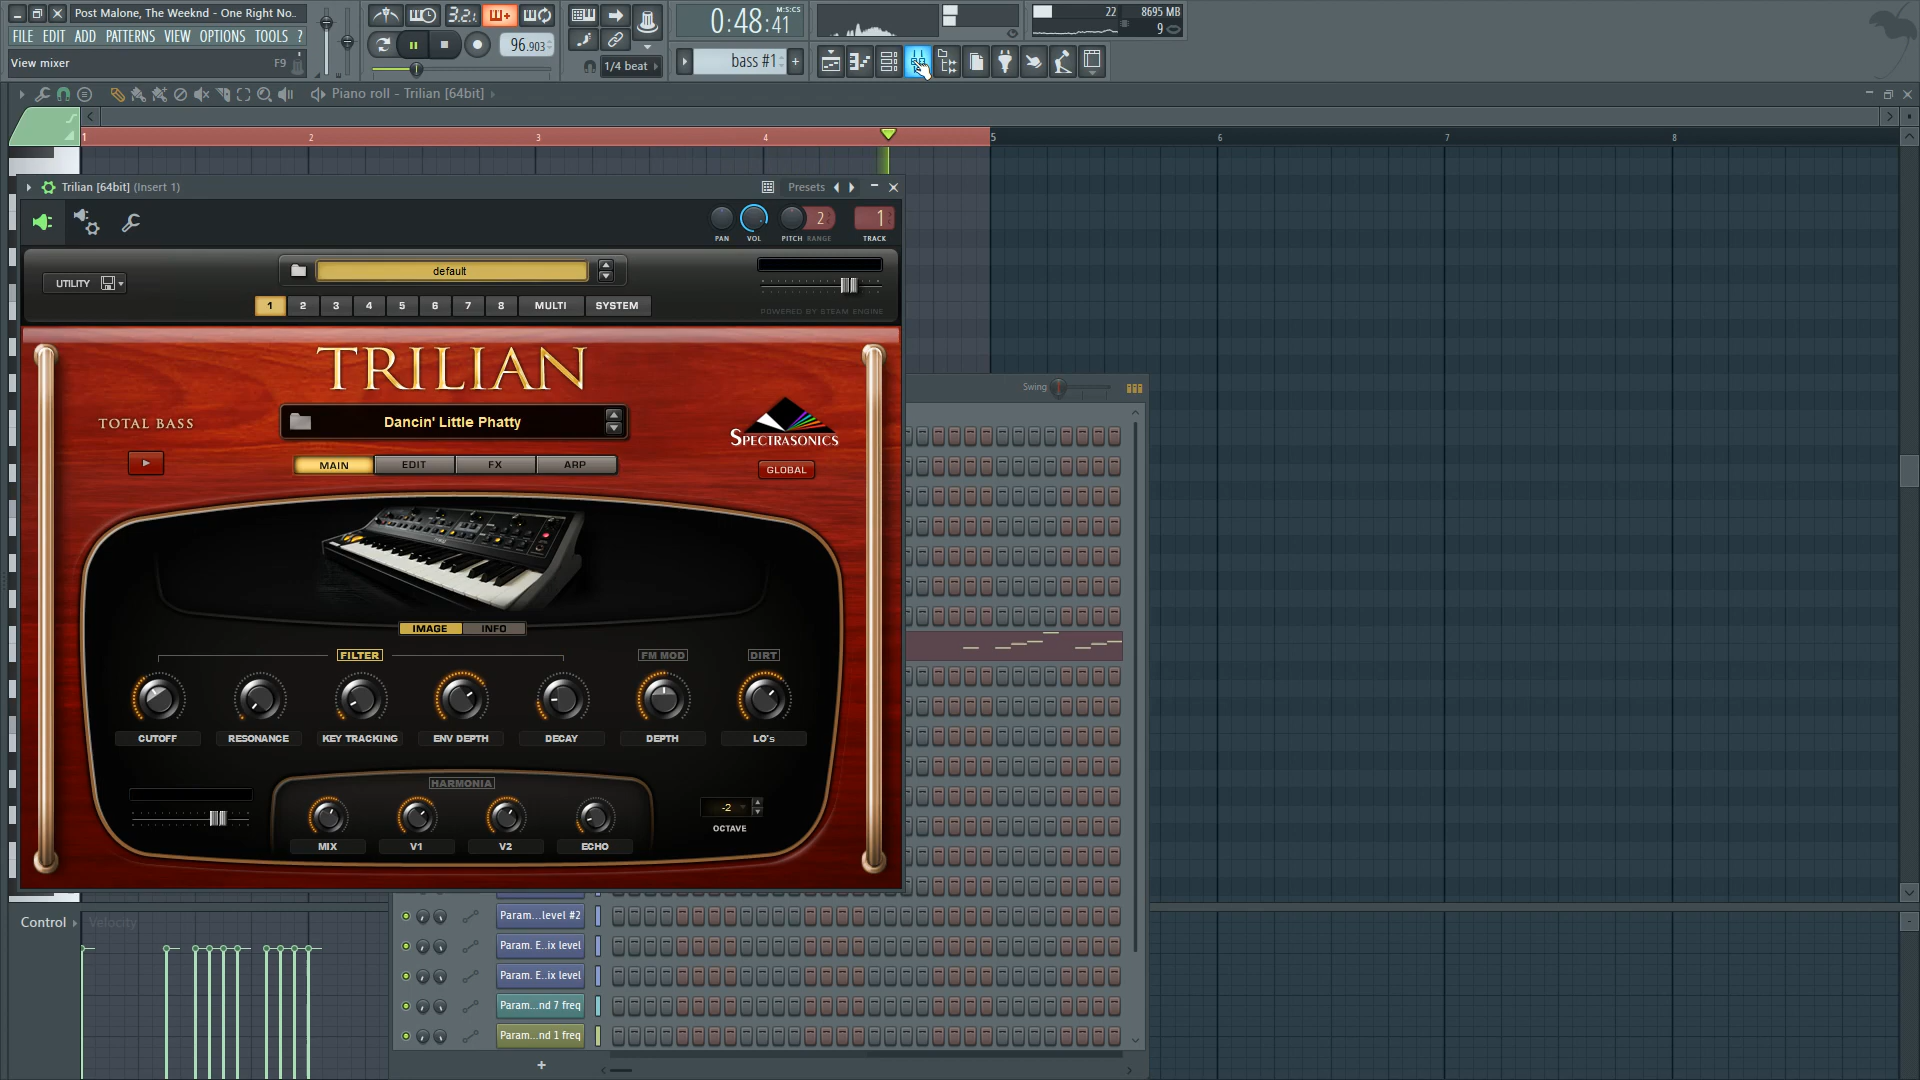 Post Malone, The Weeknd - One Right No..
FILE EDIT ADD PATTERNS VIEW OPTIONS TOOLS ?
View mixer F9
3.2.
96.903
1/4 beat
0:48:41 M:S:CS
bass #1 +
22 8695 MB
9
Piano roll - Trilian [64bit]
1 2 3 4 5 6 7 8
Trilian [64bit] (Insert 1) Presets
2 1
PAN VOL PITCH RANGE TRACK
UTILITY default
1 2 3 4 5 6 7 8 MULTI SYSTEM
POWERED BY STEAM ENGINE
TRILIAN
TOTAL BASS
Dancin' Little Phatty
SPECTRASONICS
MAIN EDIT FX ARP
GLOBAL
Swing
IMAGE INFO
FILTER FM MOD DIRT
CUTOFF RESONANCE KEY TRACKING ENV DEPTH DECAY DEPTH LO's
HARMONIA
-2
OCTAVE
MIX V1 V2 ECHO
Control Velocity
Param...level #2
Param. E..ix level
Param. E..ix level
Param...nd 7 freq
Param...nd 1 freq
+